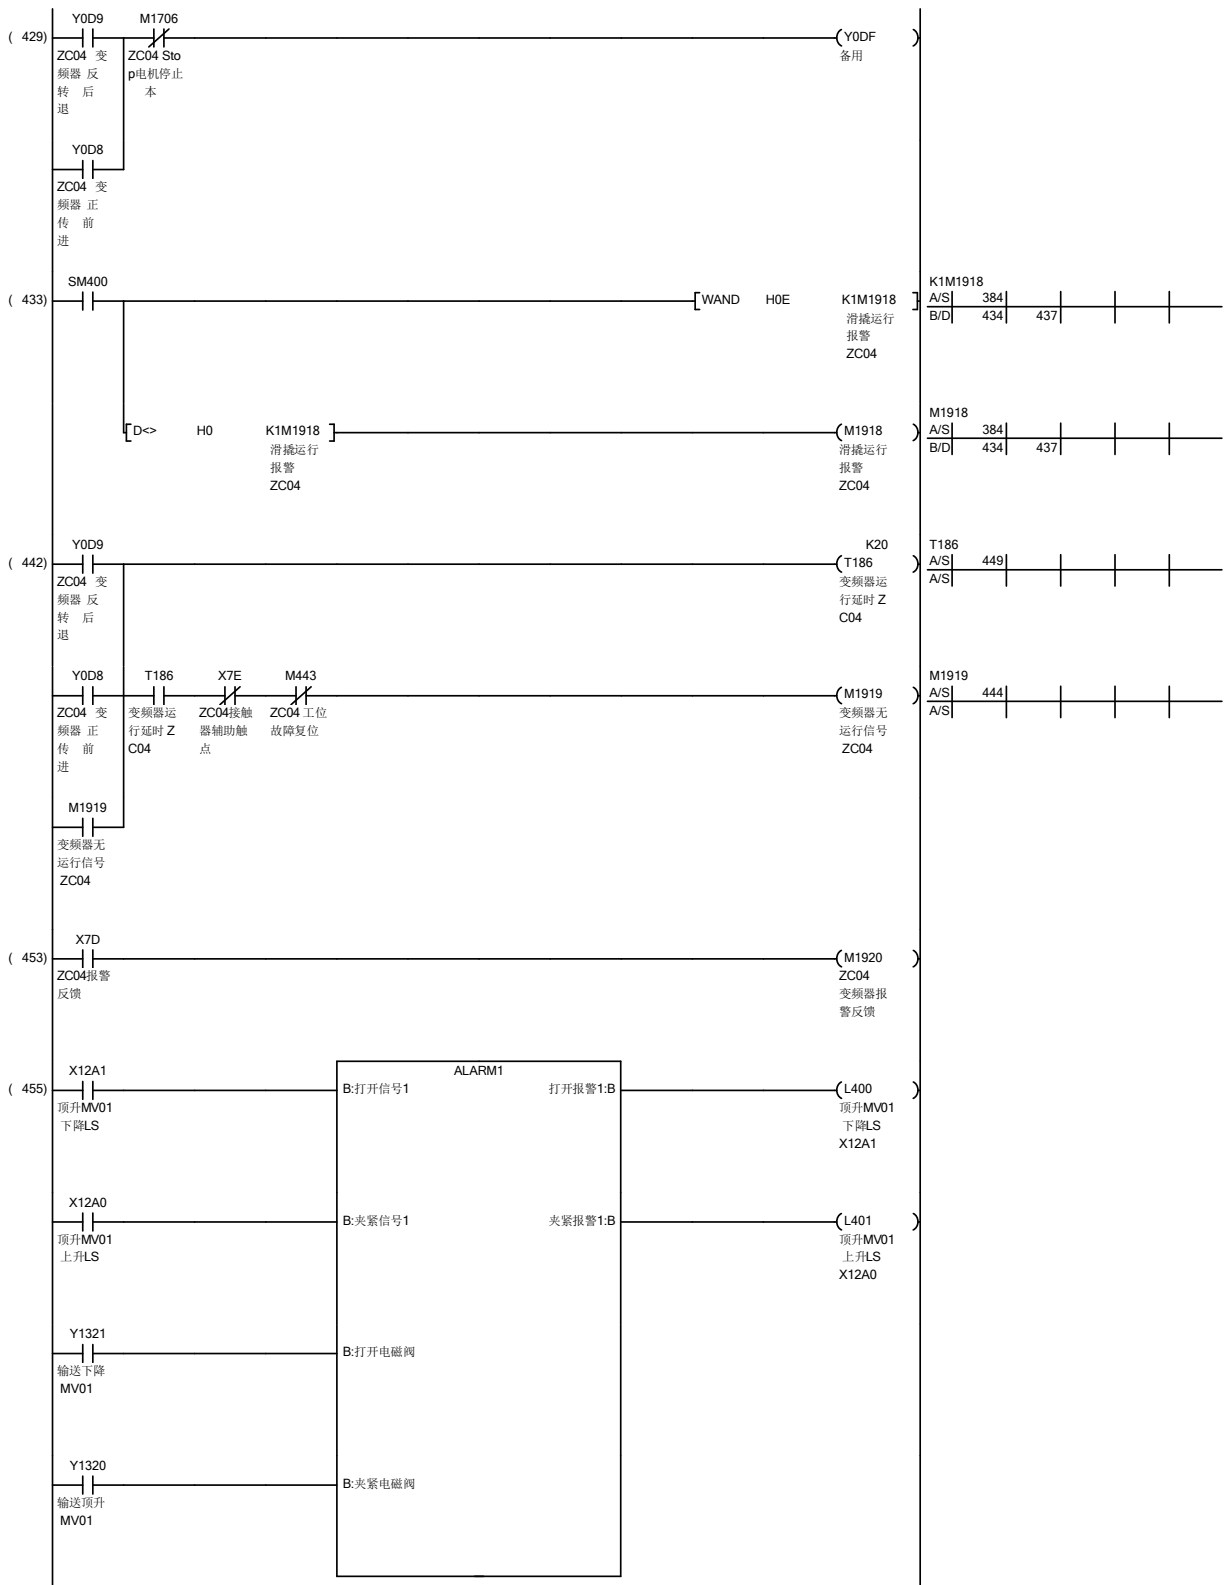 Y0D9 M1706
( 429) Y0DF
ZC04 变 ZC04 Sto 备用
频器 反 p电机停止
转 后 本
退
Y0D8
ZC04 变
频器 正
传 前
进
SM400 K1M1918
( 433) WAND H0E K1M1918 A/S 384
滑撬运行 B/D 434 437
报警
ZC04
M1918
D<> H0 K1M1918 M1918 A/S 384
滑撬运行 滑撬运行 B/D 434 437
报警 报警
ZC04 ZC04
Y0D9 K20 T186
( 442) T186 A/S 449
ZC04 变 变频器运 A/S
频器 反 行延时 Z
转 后 C04
退
Y0D8 T186 X7E M443 M1919
M1919 A/S 444
ZC04 变 变频器运 ZC04接触 ZC04 工位 变频器无 A/S
频器 正 行延时 Z 器辅助触 故障复位 运行信号
传 前 C04 点 ZC04
进
M1919
变频器无
运行信号
ZC04
X7D
( 453) M1920
ZC04报警 ZC04
反馈 变频器报
警反馈
X12A1 ALARM1
( 455) B:打开信号1 打开报警1:B L400
顶升MV01 顶升MV01
下降LS 下降LS
X12A1
X12A0
B:夹紧信号1 夹紧报警1:B L401
顶升MV01 顶升MV01
上升LS 上升LS
X12A0
Y1321
B:打开电磁阀
输送下降
MV01
Y1320
B:夹紧电磁阀
输送顶升
MV01